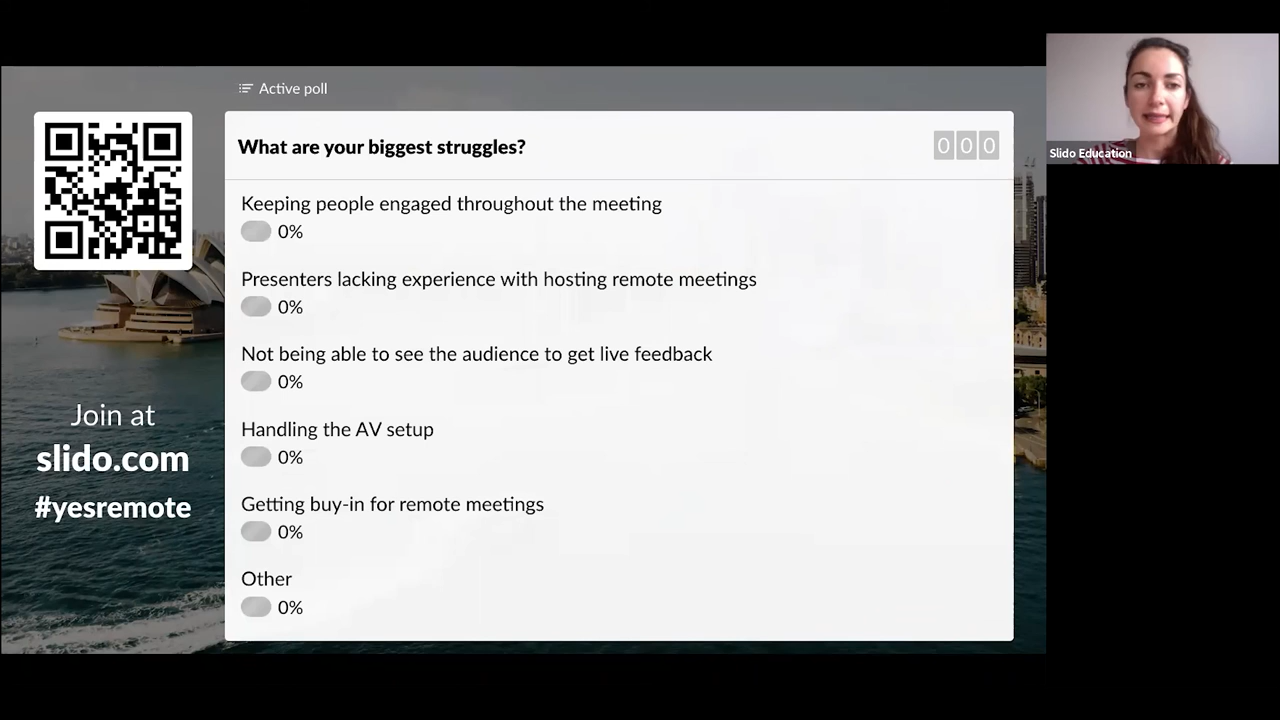 Active poll
What are your biggest struggles?
000
Keeping people engaged throughout the meeting
0%
Presenters lacking experience with hosting remote meetings
0%
Not being able to see the audience to get live feedback
0%
Handling the AV setup
0%
Getting buy-in for remote meetings
0%
Other
0%
Join at
slido.com
#yesremote
Slido Education